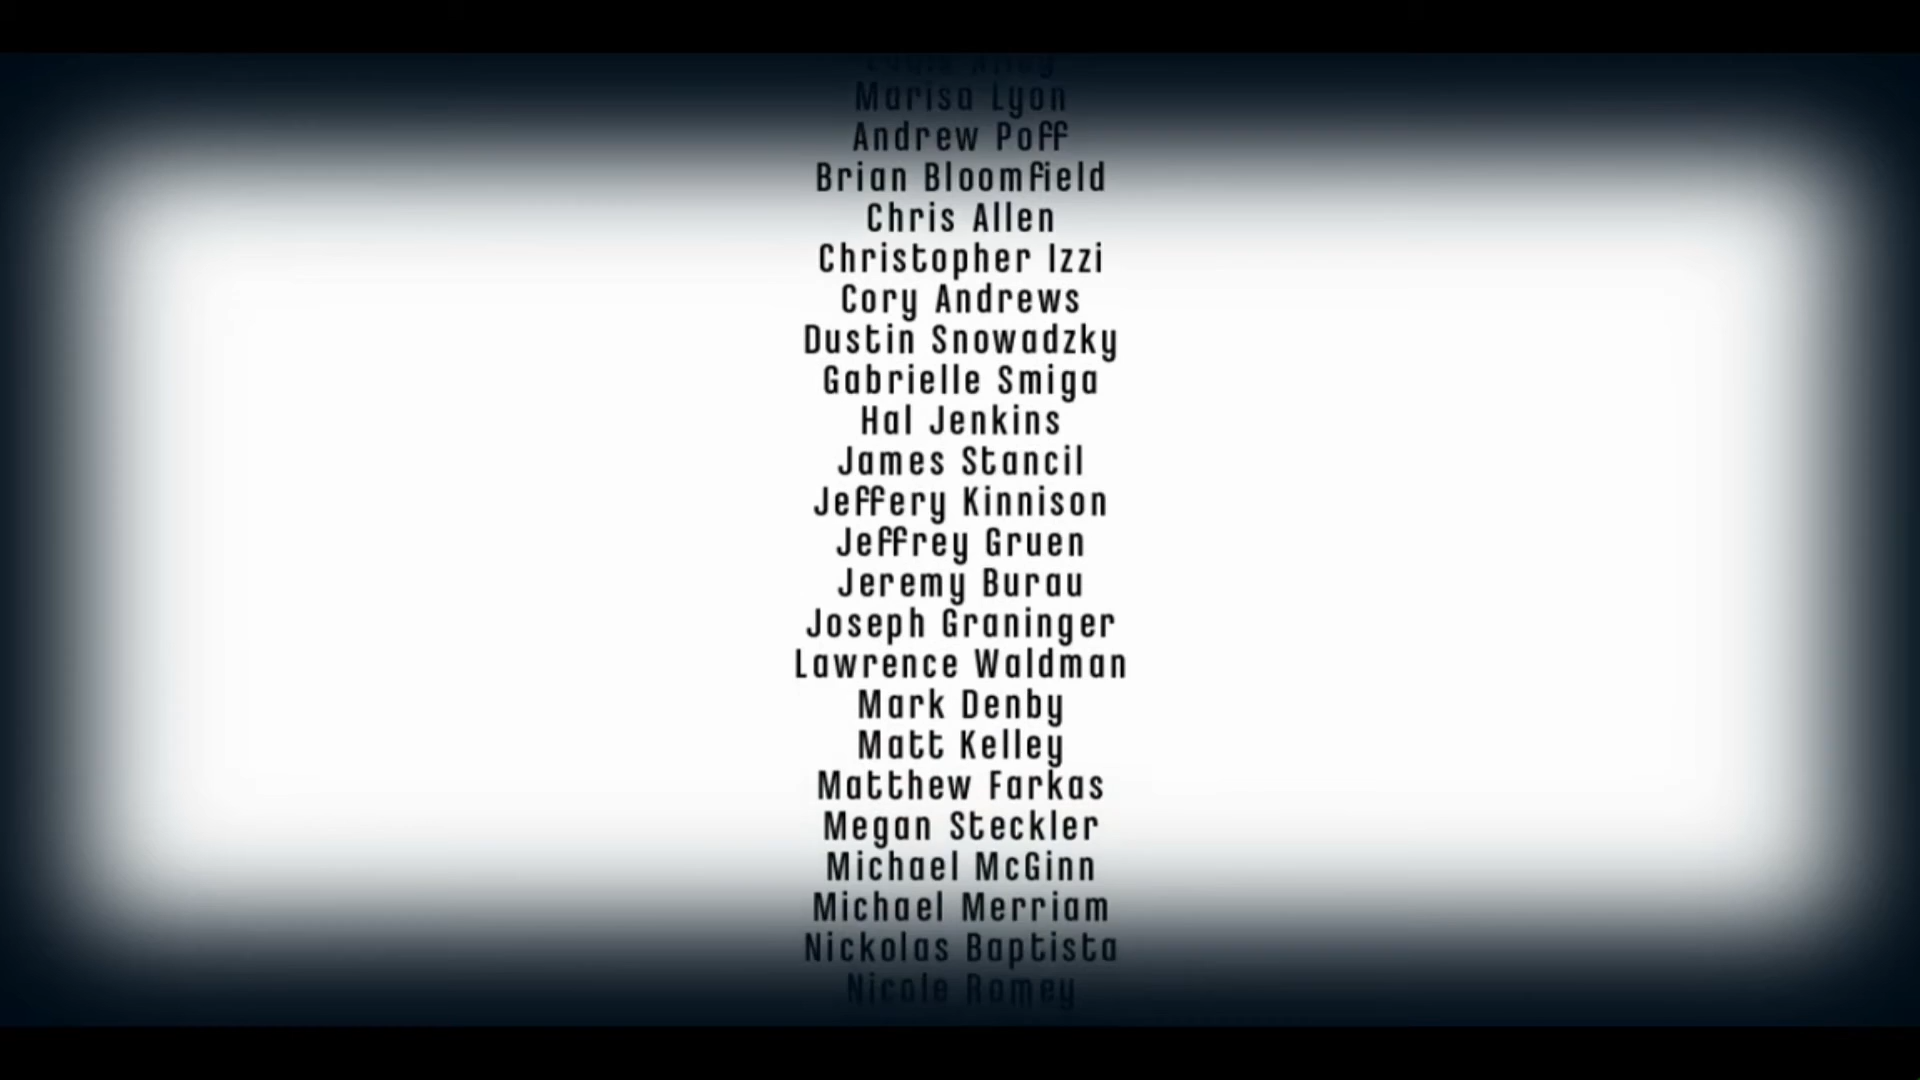 Marisa Lyon
Andrew Poff
Brian Bloomfield
Chris Allen
Christopher Izzi
Cory Andrews
Dustin Snowadzky
Gabrielle Smiga
Hal Jenkins
James Stancil
Jeffery Kinnison
Jeffrey Gruen
Jeremy Burau
Joseph Graninger
Lawrence Waldman
Mark Denby
Matt Kelley
Matthew Farkas
Megan Steckler
Michael McGinn
Michael Merriam
Nickolas Baptista
Nicole Ramey